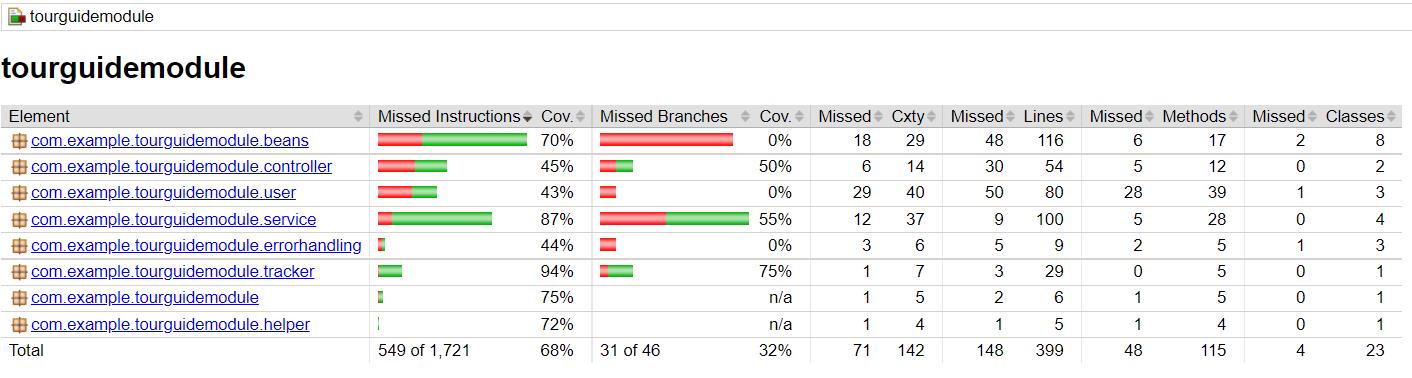 tourguidemodule
tourguidemodule
Element Missed Instructions Cov. Missed Branches Cov. Missed Cxty Missed Lines Missed Methods Missed Classes
com.example.tourguidemodule.beans 70% 0% 18 29 48 116 6 17 2 8
com.example.tourguidemodule.controller 45% 50% 6 14 30 54 5 12 0 2
com.example.tourguidemodule.user 43% 0% 29 40 50 80 28 39 1 3
com.example.tourguidemodule.service 87% 55% 12 37 9 100 5 28 0 4
com.example.tourguidemodule.errorhandling 44% 0% 3 6 5 9 2 5 1 3
com.example.tourguidemodule.tracker 94% 75% 1 7 3 29 0 5 0 1
com.example.tourguidemodule 75% n/a 1 5 2 6 1 5 0 1
com.example.tourguidemodule.helper 72% n/a 1 4 1 5 1 4 0 1
Total 549 of 1,721 68% 31 of 46 32% 71 142 148 399 48 115 4 23